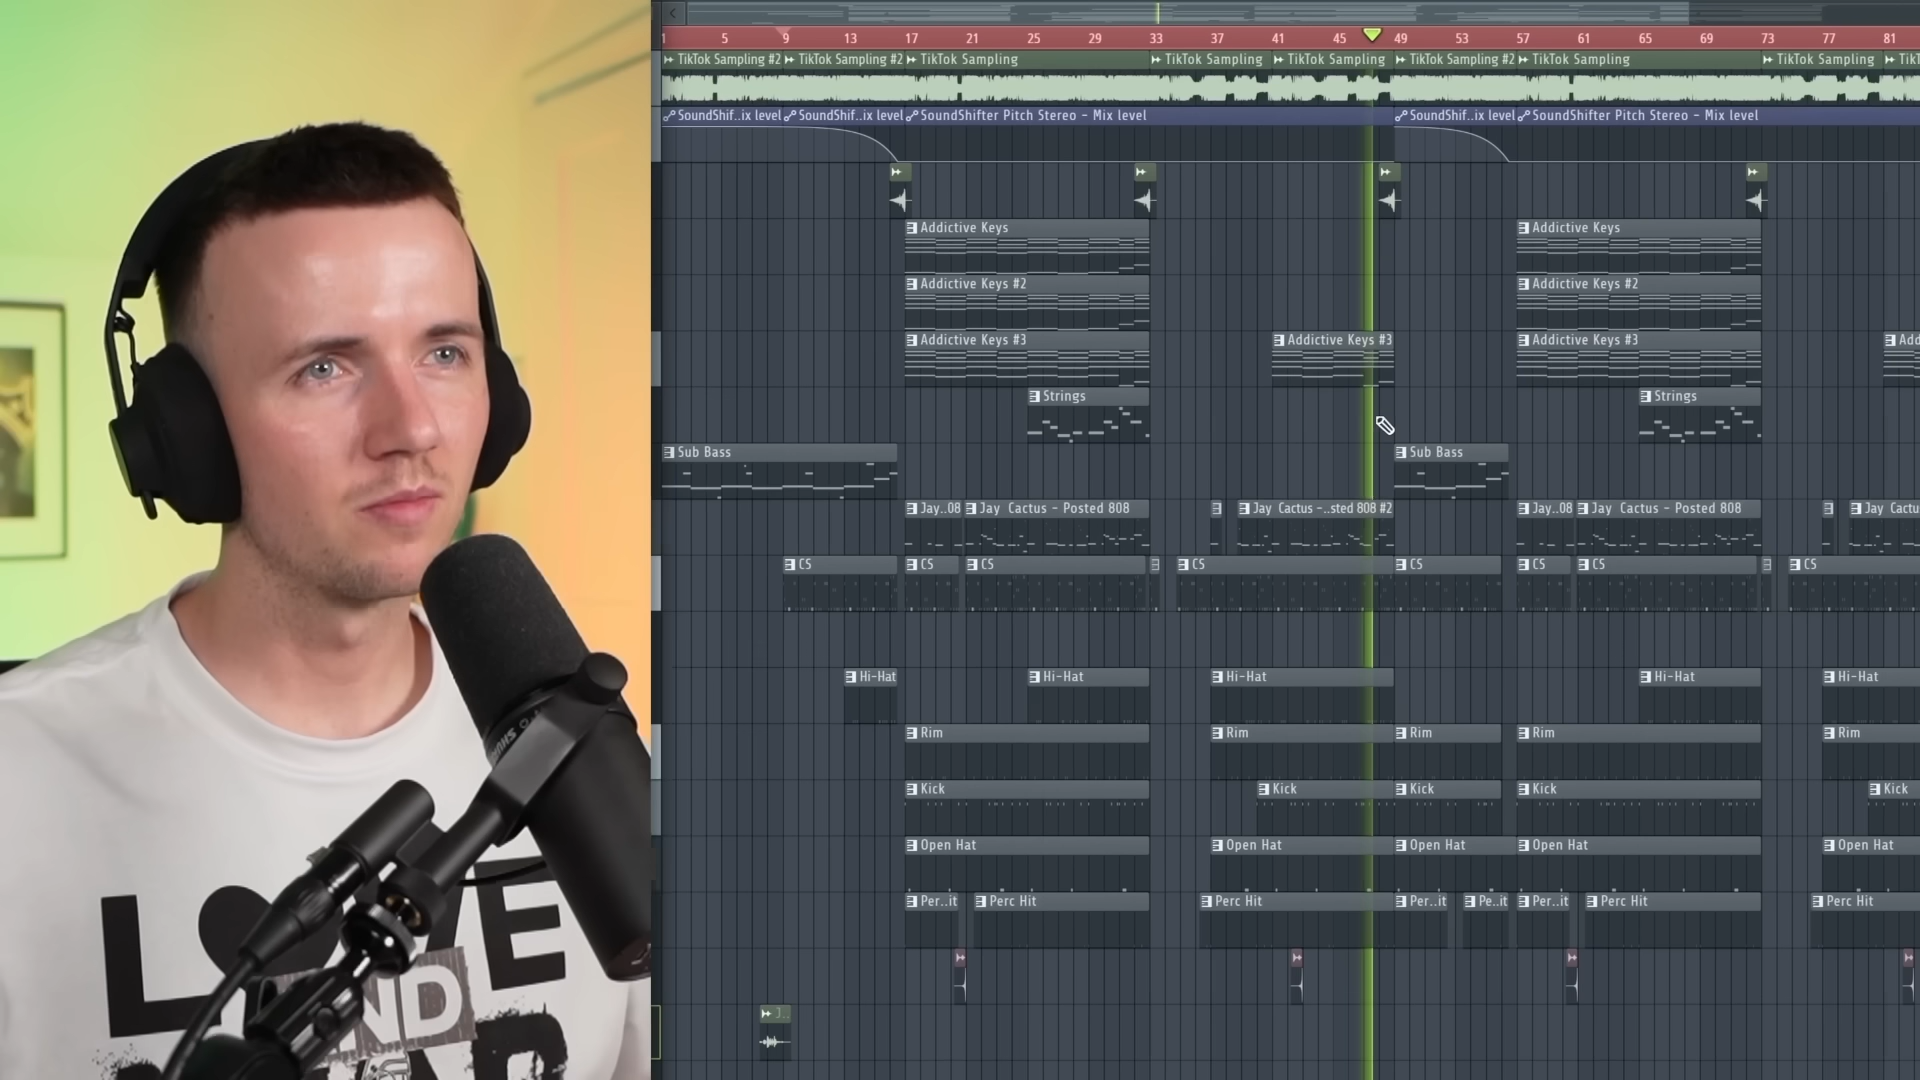 1 5 9 13 17 21 25 29 33 37 41 45 49 53 57 61 65 69 73 77 81
TikTok Sampling #2 TikTok Sampling #2 TikTok Sampling TikTok Sampling TikTok Sampling TikTok Sampling #2 TikTok Sampling TikTok Sampling
SoundShif..ix level SoundShif..ix level SoundShifter Pitch Stereo - Mix level SoundShif..ix level SoundShifter Pitch Stereo - Mix level
Addictive Keys Addictive Keys
Addictive Keys #2 Addictive Keys #2
Addictive Keys #3 Addictive Keys #3 Addictive Keys #3 Add
Strings Strings
Sub Bass Sub Bass
Jay..08 Jay Cactus - Posted 808 Jay Cactus -..sted 808 #2 Jay..08 Jay Cactus - Posted 808 Jay Cactu
CS CS CS CS CS CS CS CS
Hi-Hat Hi-Hat Hi-Hat Hi-Hat Hi-Hat
Rim Rim Rim Rim Rim
Kick Kick Kick Kick Kick
Open Hat Open Hat Open Hat Open Hat Open Hat
Per..it Perc Hit Perc Hit Per..it Pe..it Per..it Perc Hit Perc Hit
J..
SHURE
LOVE
AND